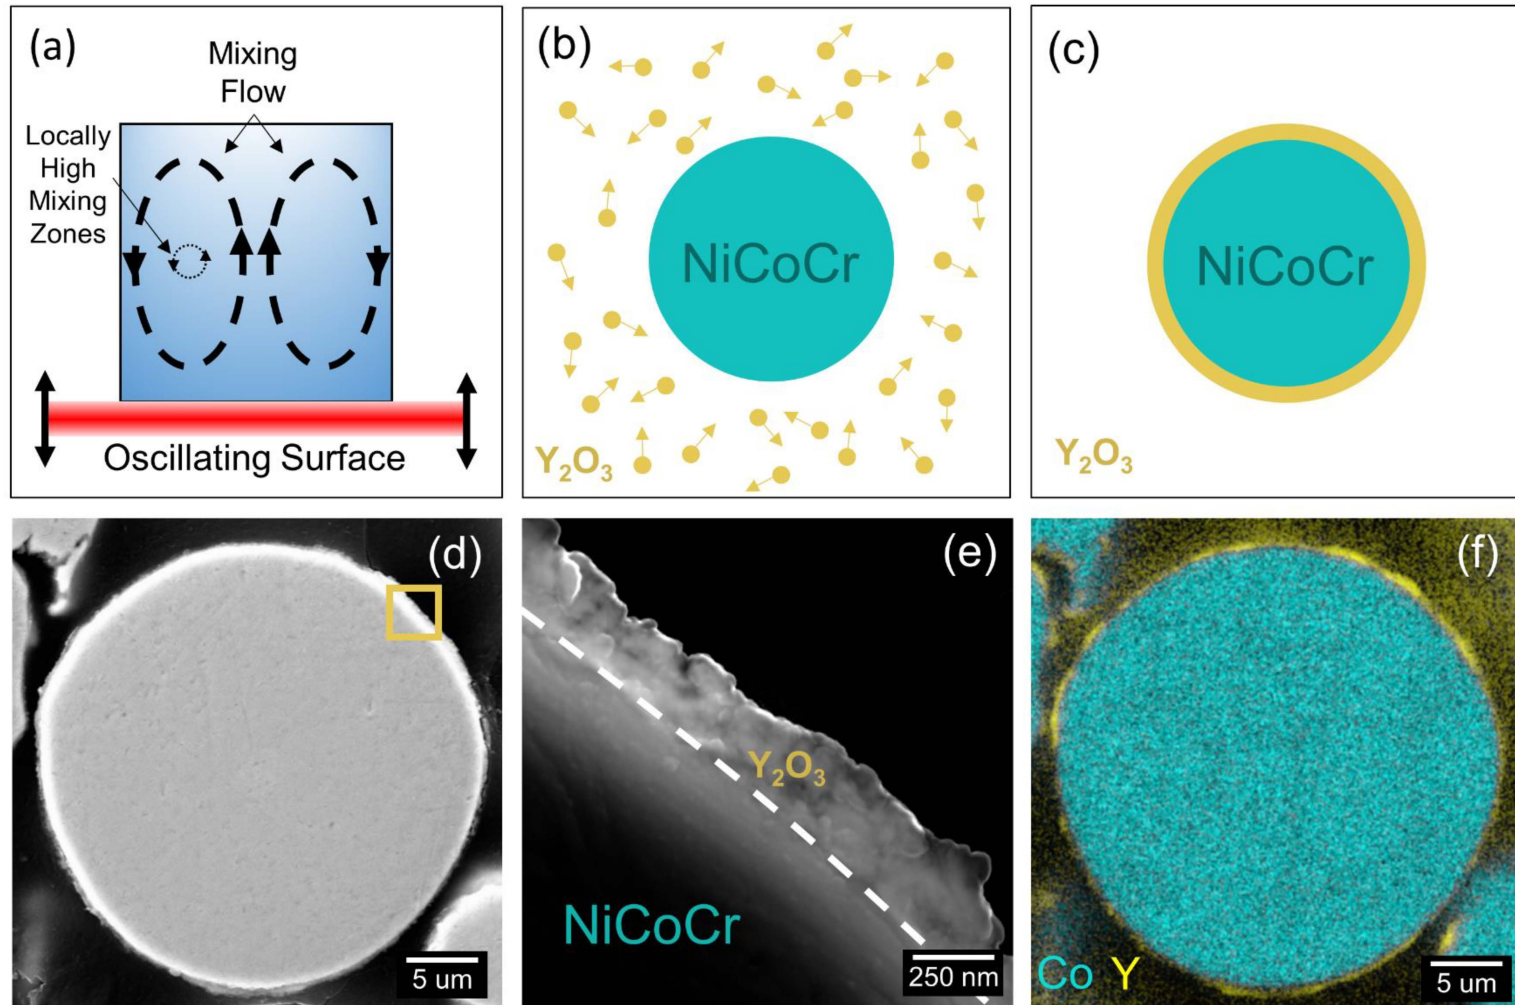 (a)
Mixing
Flow
Locally
High
Mixing
Zones
Oscillating Surface
(b)
NiCoCr
Y₂O₃
(c)
NiCoCr
Y₂O₃
(d)
5 um
(e)
Y₂O₃
NiCoCr
250 nm
(f)
Co Y
5 um